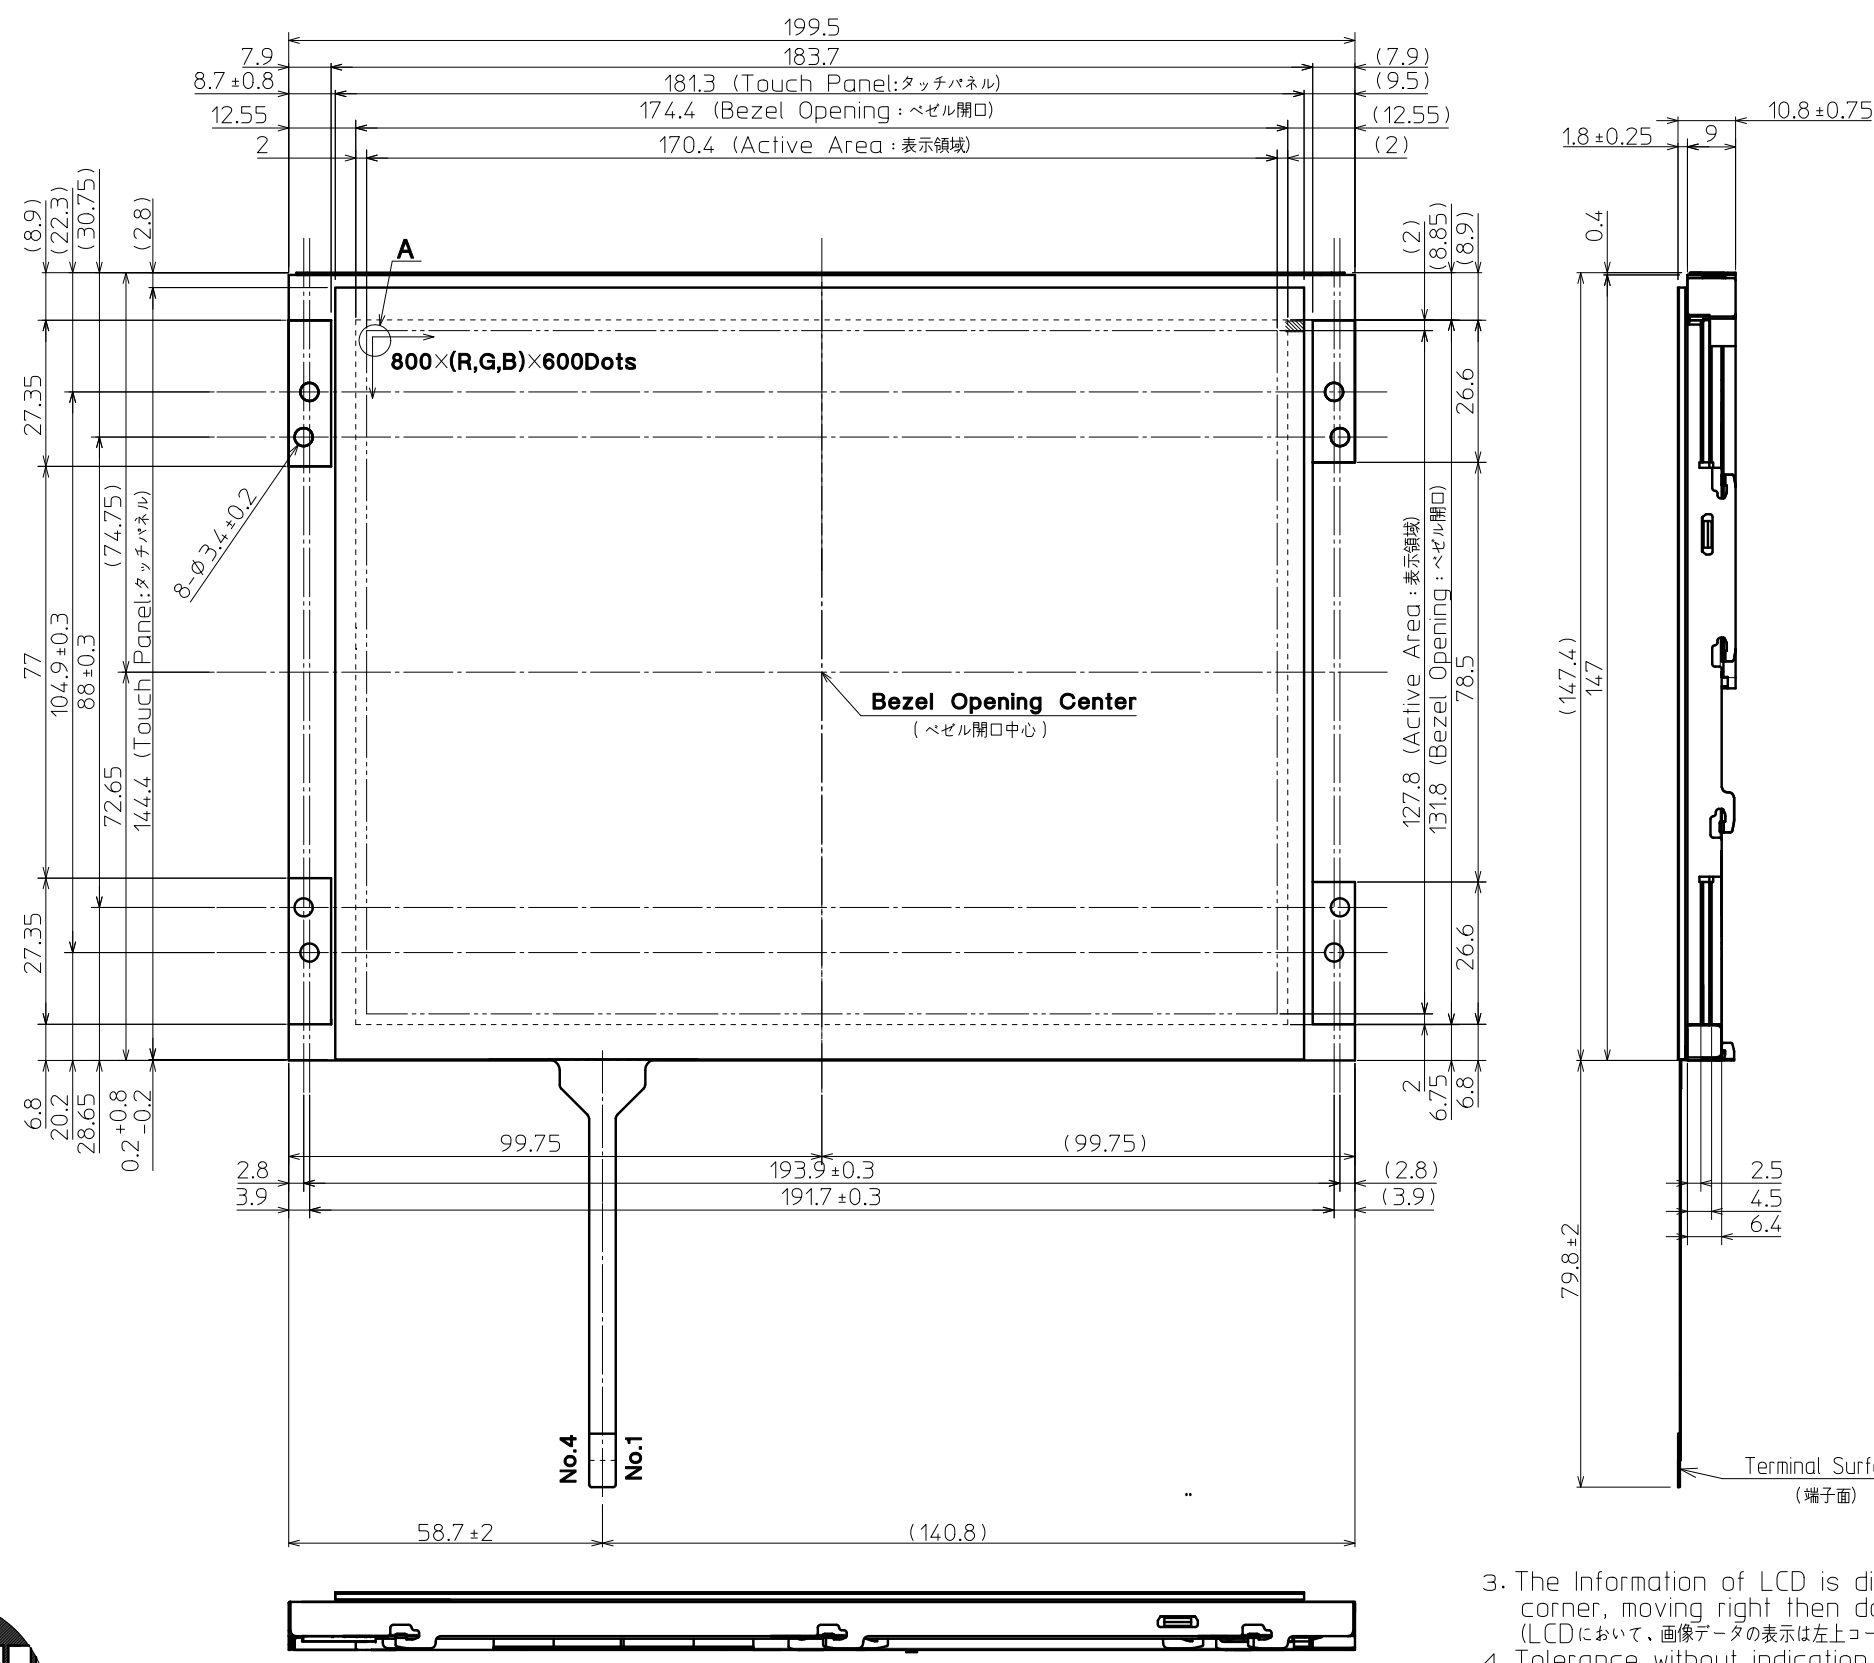 199.5
7.9
183.7
(7.9)
8.7±0.8
181.3 (Touch Panel:タッチパネル)
(9.5)
12.55
174.4 (Bezel Opening：ベゼル開口)
(12.55)
2
170.4 (Active Area：表示領域)
(2)
10.8±0.75
1.8±0.25
9
(8.9)
(22.3)
(30.75)
(2.8)
A
(2)
(8.85)
(8.9)
0.4
800×(R,G,B)×600Dots
27.35
26.6
8-φ3.4±0.2
(74.75)
77
104.9±0.3
88±0.3
72.65
144.4 (Touch Panel:タッチパネル)
Bezel Opening Center
(ベゼル開口中心)
127.8 (Active Area：表示領域)
131.8 (Bezel Opening：ベゼル開口)
78.5
(147.4)
147
27.35
26.6
6.8
20.2
28.65
0.2 +0.8 -0.2
2
6.75
6.8
99.75
(99.75)
2.8
193.9±0.3
(2.8)
3.9
191.7±0.3
(3.9)
2.5
4.5
6.4
79.8±2
No.4
No.1
Terminal Surf
(端子面)
58.7±2
(140.8)
3. The Information of LCD is di
corner, moving right then do
(LCDにおいて、画像データの表示は左上コー
4. Tolerance without indication